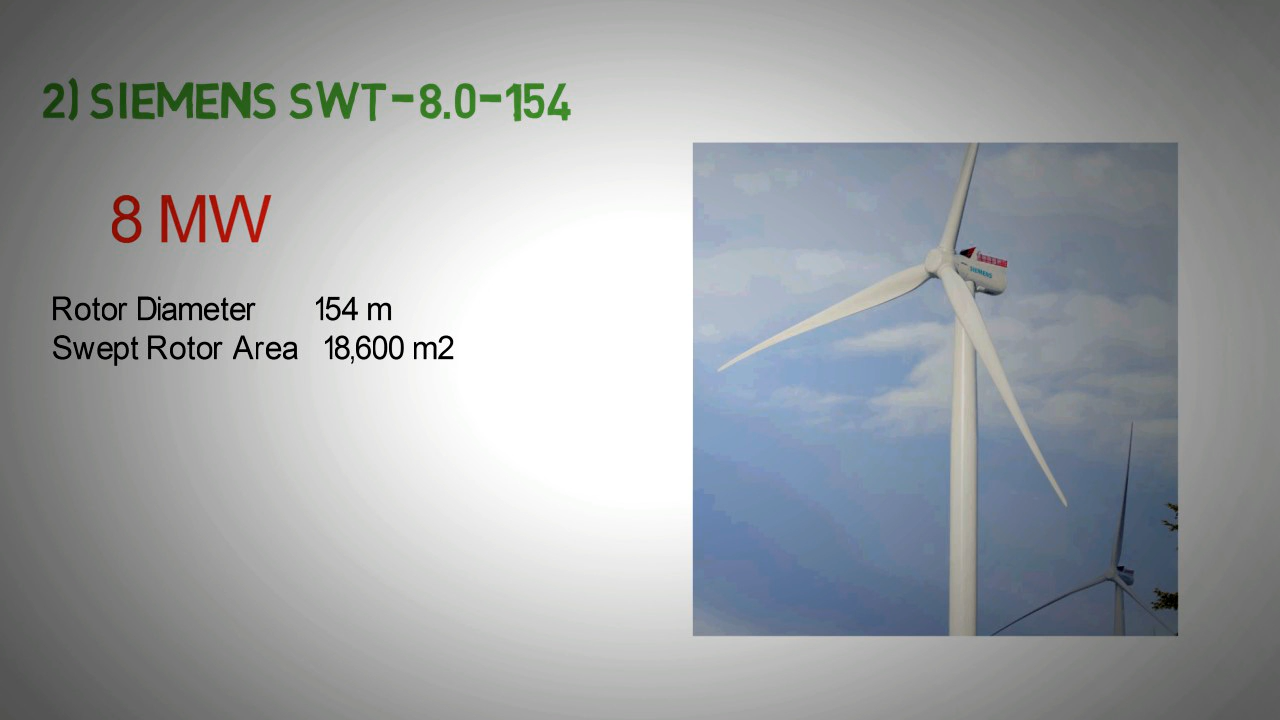 2) SIEMENS SWT-8.0-154
8 MW
Rotor Diameter 154 m
Swept Rotor Area 18,600 m2
SIEMENS